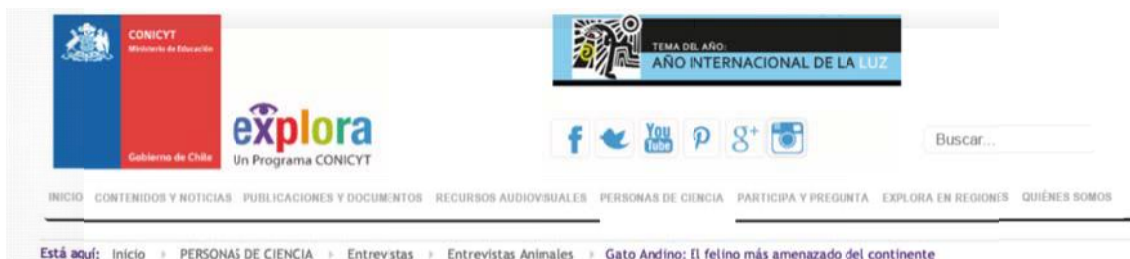 CONICYT
Ministerio de Educación
Gobierno de Chile
explora
Un Programa CONICYT
TEMA DEL AÑO:
AÑO INTERNACIONAL DE LA LUZ
f You Tube p g+
Buscar...
INICIO CONTENIDOS Y NOTICIAS PUBLICACIONES Y DOCUMENTOS RECURSOS AUDIOVISUALES PERSONAS DE CIENCIA PARTICIPA Y PREGUNTA EXPLORA EN REGIONES QUIÉNES SOMOS
Está aquí: Inicio PERSONAS DE CIENCIA Entrevistas Entrevistas Animales Gato Andino: El felino más amenazado del continente